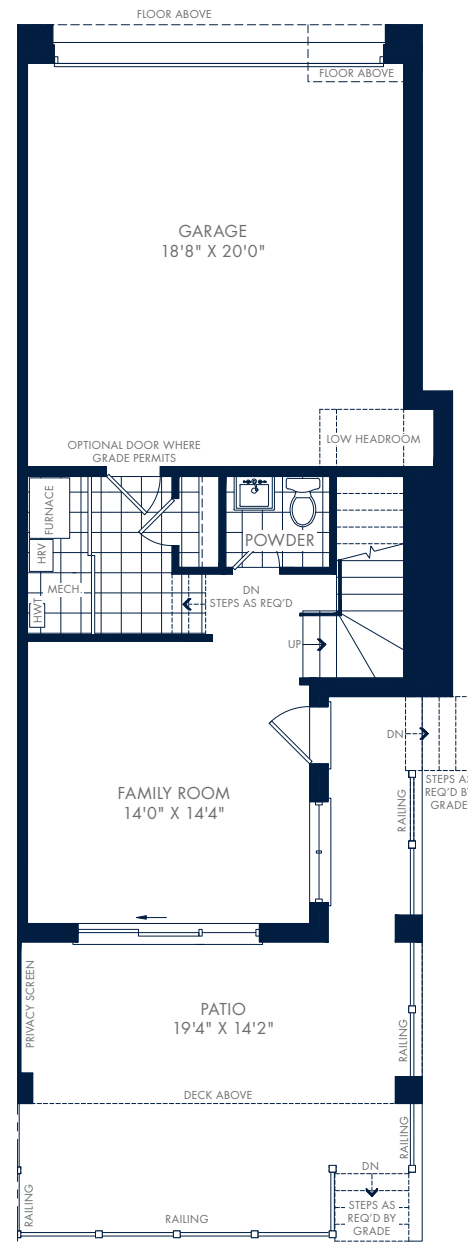 FLOOR ABOVE
FLOOR ABOVE
GARAGE
18'8" X 20'0"
LOW HEADROOM
OPTIONAL DOOR WHERE
GRADE PERMITS
FURNACE
HRV
MECH.
HWT
POWDER
DN
STEPS AS REQ'D
UP
DN
STEPS AS
REQ'D BY
GRADE
RAILING
FAMILY ROOM
14'0" X 14'4"
PRIVACY SCREEN
PATIO
19'4" X 14'2"
RAILING
DECK ABOVE
RAILING
DN
STEPS AS
REQ'D BY
GRADE
RAILING
RAILING